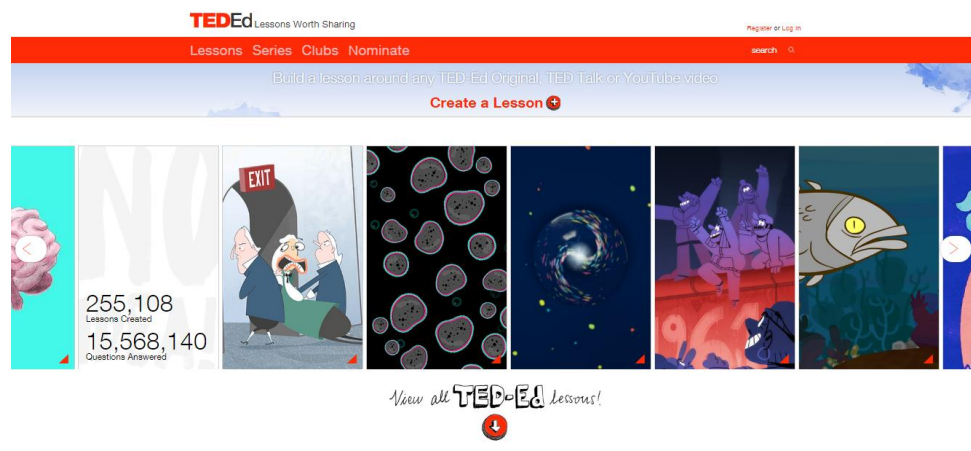 TEDEd Lessons Worth Sharing
Register or Log In
Lessons Series Clubs Nominate
search
Build a lesson around any TED-Ed Original, TED Talk or YouTube video
Create a Lesson
NO
255,108
Lessons Created
15,568,140
Questions Answered
EXIT
1967
View all TED-Ed lessons!